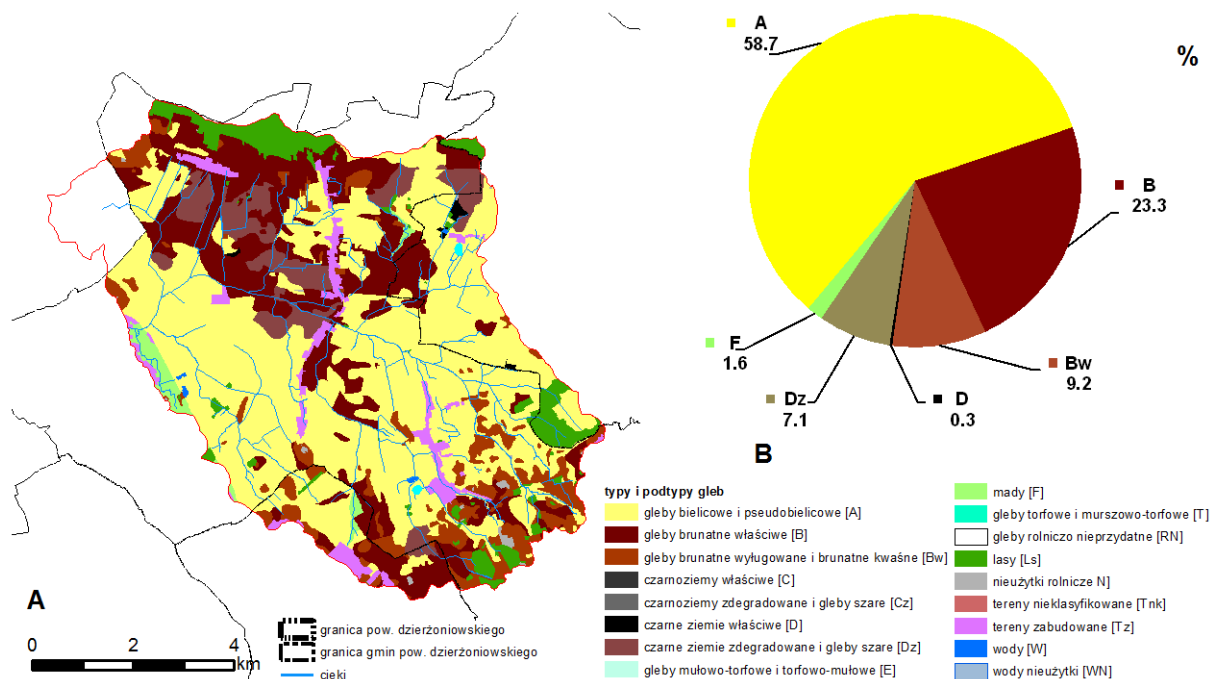 A
58.7
%
B
23.3
F
1.6
Bw
9.2
Dz
7.1
D
0.3
B
A
0 2 4
km
granica pow. dzierżoniowskiego
granica gmin pow. dzierżoniowskiego
cieki
typy i podtypy gleb
gleby bielicowe i pseudobielicowe [A]
gleby brunatne właściwe [B]
gleby brunatne wyługowane i brunatne kwaśne [Bw]
czarnoziemy właściwe [C]
czarnoziemy zdegradowane i gleby szare [Cz]
czarne ziemie właściwe [D]
czarne ziemie zdegradowane i gleby szare [Dz]
gleby mułowo-torfowe i torfowo-mułowe [E]
mady [F]
gleby torfowe i murszowo-torfowe [T]
gleby rolniczo nieprzydatne [RN]
lasy [Ls]
nieużytki rolnicze N]
tereny nieklasyfikowane [Tnk]
tereny zabudowane [Tz]
wody [W]
wody nieużytki [WN]